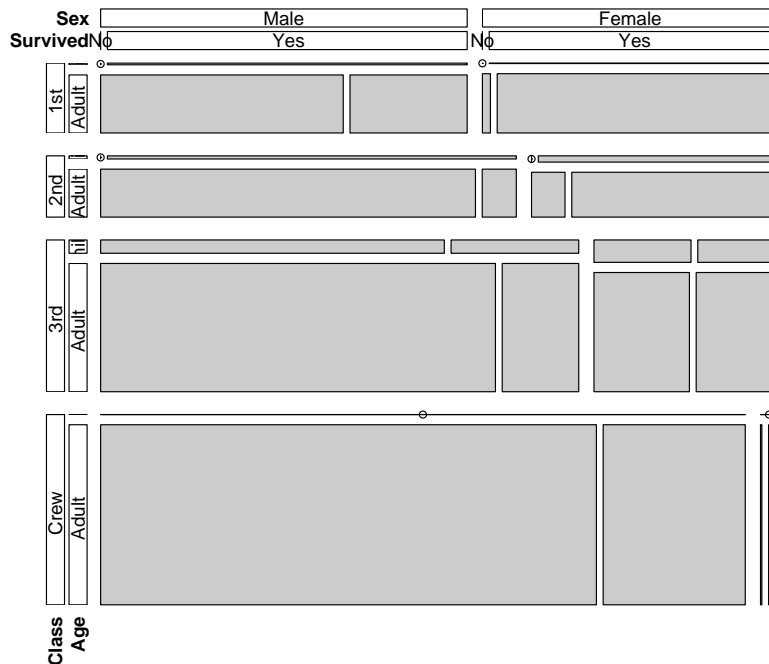 Sex Male Female
Survived No Yes No Yes
1st Adult
2nd Adult
3rd Adult
Crew Adult
Class Age